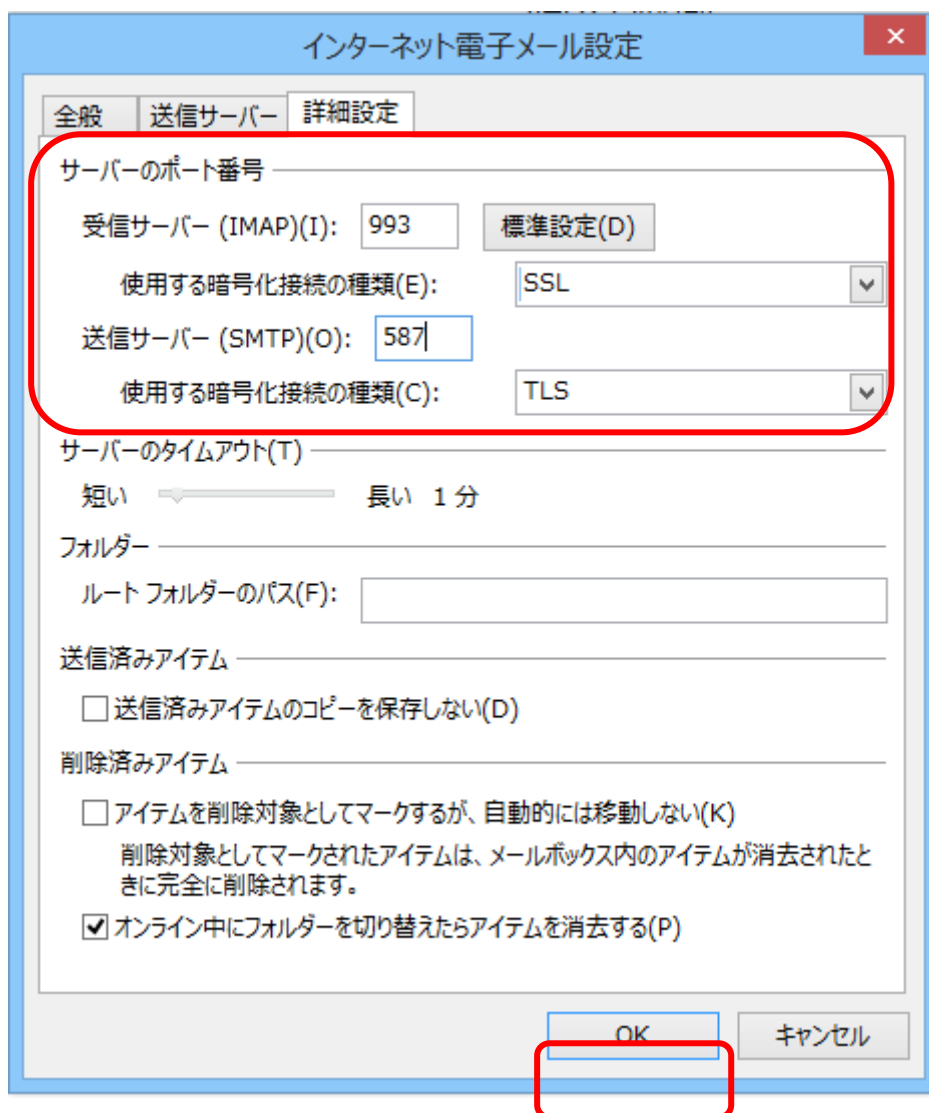 インターネット電子メール設定
全般 送信サーバー 詳細設定
サーバーのポート番号
受信サーバー (IMAP)(I): 993 標準設定(D)
使用する暗号化接続の種類(E): SSL
送信サーバー (SMTP)(O): 587
使用する暗号化接続の種類(C): TLS
サーバーのタイムアウト(T)
短い 長い 1 分
フォルダー
ルート フォルダーのパス(F):
送信済みアイテム
送信済みアイテムのコピーを保存しない(D)
削除済みアイテム
アイテムを削除対象としてマークするが、自動的には移動しない(K)
削除対象としてマークされたアイテムは、メールボックス内のアイテムが消去されたと
きに完全に削除されます。
オンライン中にフォルダーを切り替えたらアイテムを消去する(P)
OK キャンセル